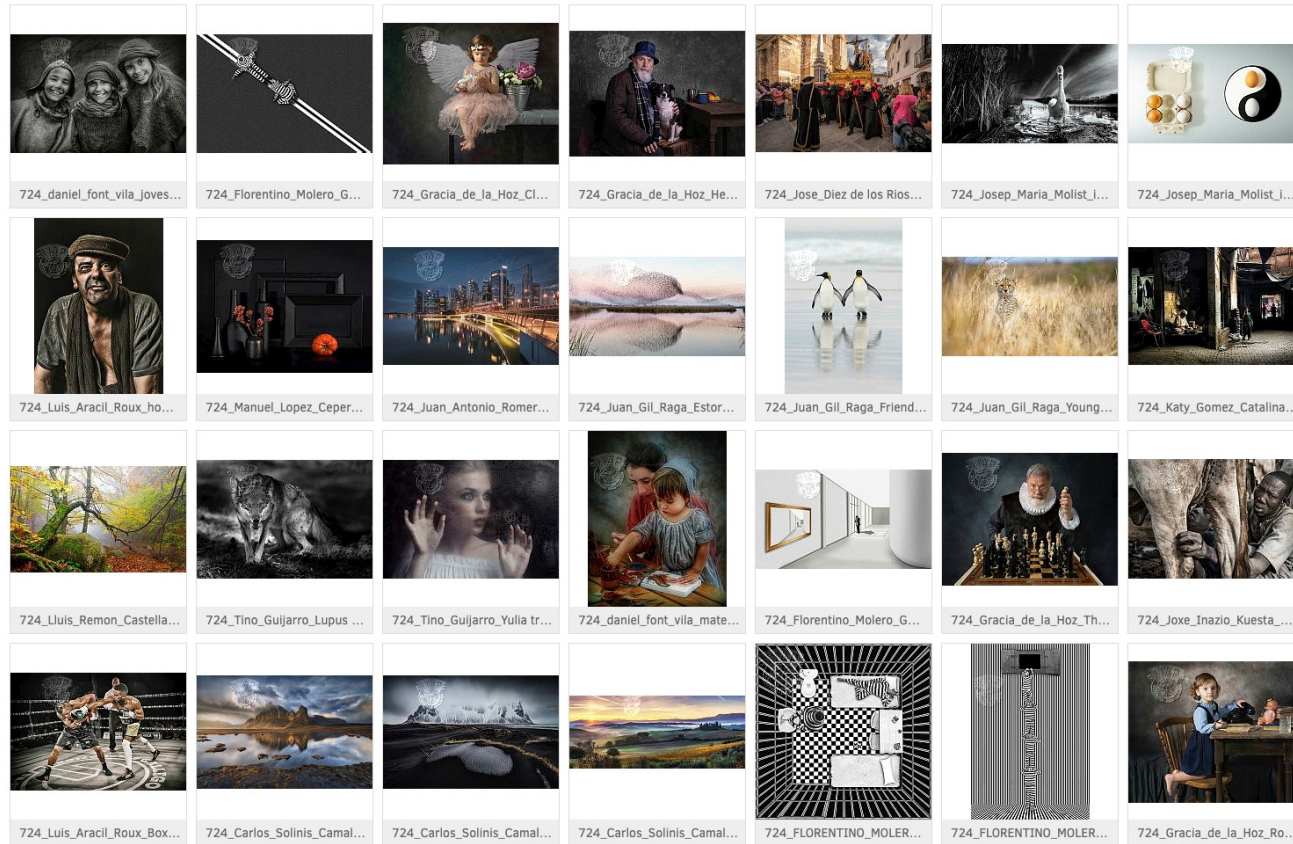 724_daniel_font_vila_joves...
724_Florentino_Molero_G...
724_Gracia_de_la_Hoz_Cl...
724_Gracia_de_la_Hoz_He...
724_Jose_Diez de los Rios...
724_Josep_Maria_Molist_i...
724_Josep_Maria_Molist_i...
724_Luis_Aracil_Roux_ho...
724_Manuel_Lopez_Ceper...
724_Juan_Antonio_Romer...
724_Juan_Gil_Raga_Estor...
724_Juan_Gil_Raga_Friend...
724_Juan_Gil_Raga_Young...
724_Katy_Gomez_Catalina...
724_Lluis_Remon_Castella...
724_Tino_Guijarro_Lupus ...
724_Tino_Guijarro_Yulia tr...
724_daniel_font_vila_mate...
724_Florentino_Molero_G...
724_Gracia_de_la_Hoz_Th...
724_Joxe_Inazio_Kuesta_...
724_Luis_Aracil_Roux_Box...
724_Carlos_Solinis_Camal...
724_Carlos_Solinis_Camal...
724_Carlos_Solinis_Camal...
724_FLORENTINO_MOLER...
724_FLORENTINO_MOLER...
724_Gracia_de_la_Hoz_Ro...